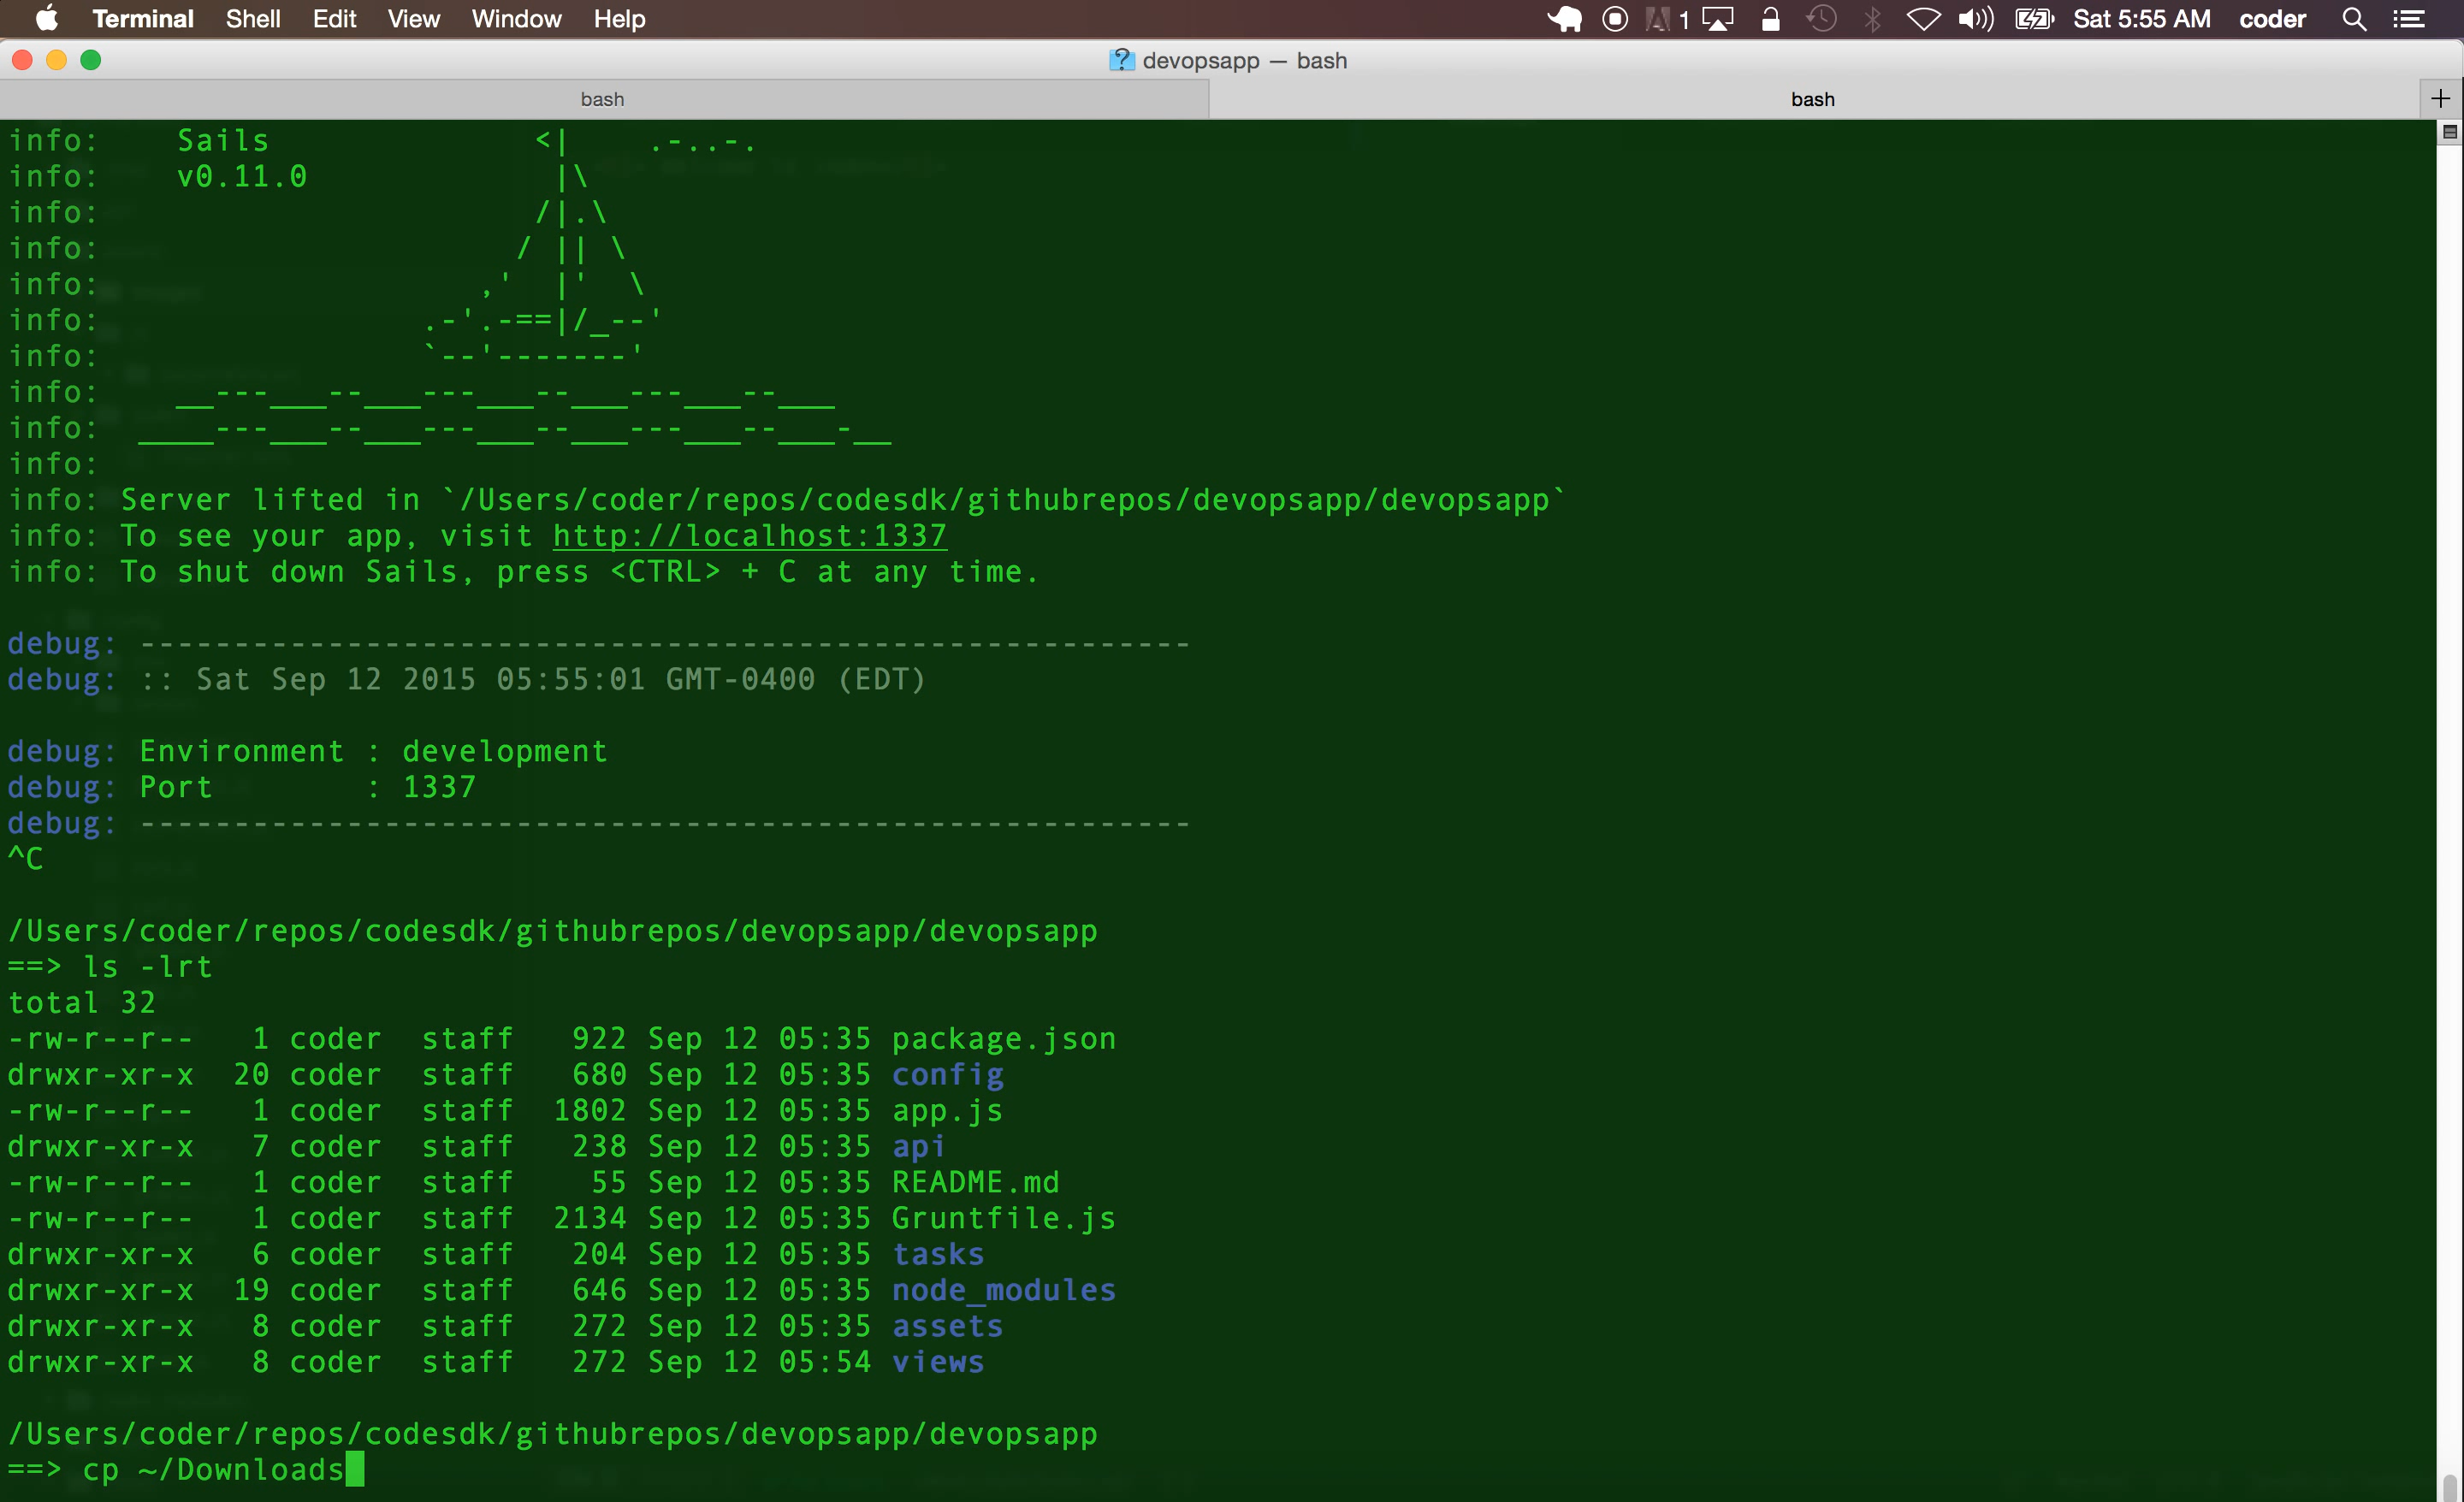 Terminal Shell Edit View Window Help 1 Sat 5:55 AM coder
devopsapp — bash
bash bash +
info:    Sails              <|    .-..-.
info:    v0.11.0             |\
info:                       /|.\
info:                      / || \
info:                    ,'  |'  \
info:                 .-'.-==|/_--'
info:                 `--'-------'
info:    __---___--___---___--___---___--___
info:  ____---___--___---___--___---___--___-__
info:
info: Server lifted in `/Users/coder/repos/codesdk/githubrepos/devopsapp/devopsapp`
info: To see your app, visit http://localhost:1337
info: To shut down Sails, press <CTRL> + C at any time.
debug: --------------------------------------------------------
debug: :: Sat Sep 12 2015 05:55:01 GMT-0400 (EDT)
debug: Environment : development
debug: Port        : 1337
debug: --------------------------------------------------------
^C
/Users/coder/repos/codesdk/githubrepos/devopsapp/devopsapp
==> ls -lrt
total 32
-rw-r--r--   1 coder  staff   922 Sep 12 05:35 package.json
drwxr-xr-x  20 coder  staff   680 Sep 12 05:35 config
-rw-r--r--   1 coder  staff  1802 Sep 12 05:35 app.js
drwxr-xr-x   7 coder  staff   238 Sep 12 05:35 api
-rw-r--r--   1 coder  staff    55 Sep 12 05:35 README.md
-rw-r--r--   1 coder  staff  2134 Sep 12 05:35 Gruntfile.js
drwxr-xr-x   6 coder  staff   204 Sep 12 05:35 tasks
drwxr-xr-x  19 coder  staff   646 Sep 12 05:35 node_modules
drwxr-xr-x   8 coder  staff   272 Sep 12 05:35 assets
drwxr-xr-x   8 coder  staff   272 Sep 12 05:54 views
/Users/coder/repos/codesdk/githubrepos/devopsapp/devopsapp
==> cp ~/Downloads